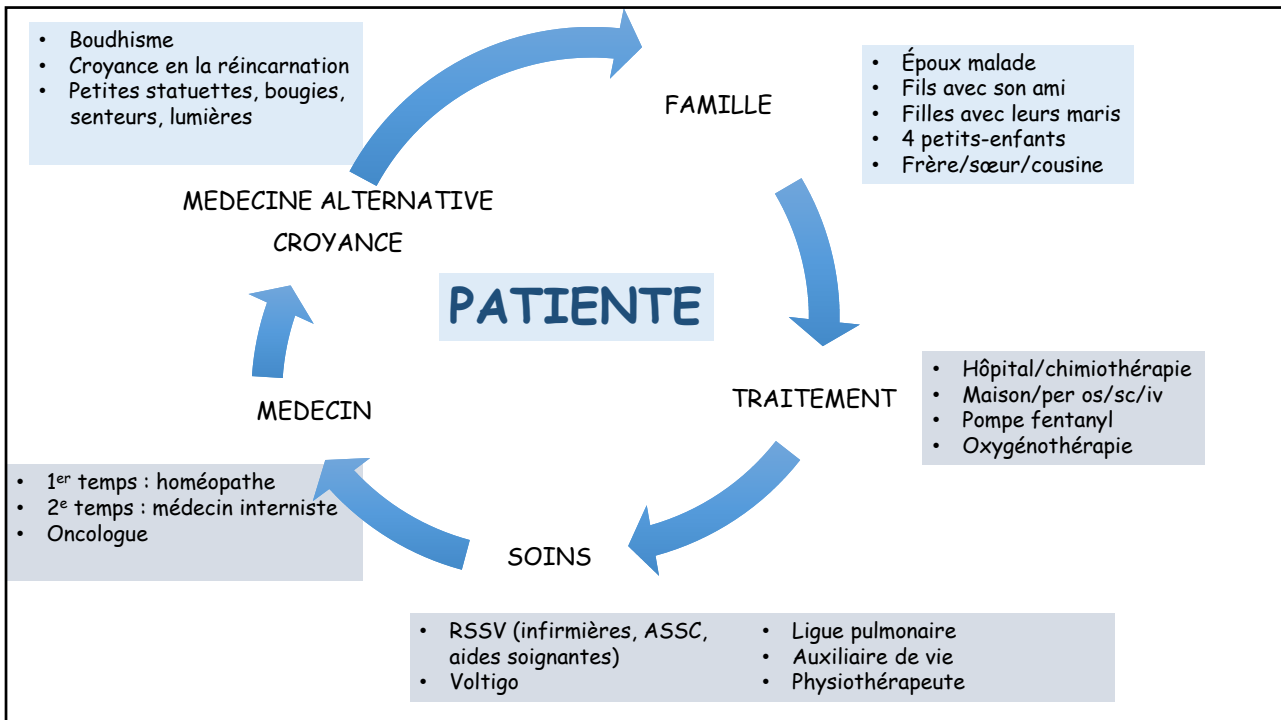 • Boudhisme
• Croyance en la réincarnation
• Petites statuettes, bougies,
senteurs, lumières
FAMILLE
• Époux malade
• Fils avec son ami
• Filles avec leurs maris
• 4 petits-enfants
• Frère/sœur/cousine
MEDECINE ALTERNATIVE
CROYANCE
PATIENTE
TRAITEMENT
• Hôpital/chimiothérapie
• Maison/per os/sc/iv
• Pompe fentanyl
• Oxygénothérapie
MEDECIN
• 1er temps : homéopathe
• 2e temps : médecin interniste
• Oncologue
SOINS
• RSSV (infirmières, ASSC,
aides soignantes)
• Voltigo
• Ligue pulmonaire
• Auxiliaire de vie
• Physiothérapeute